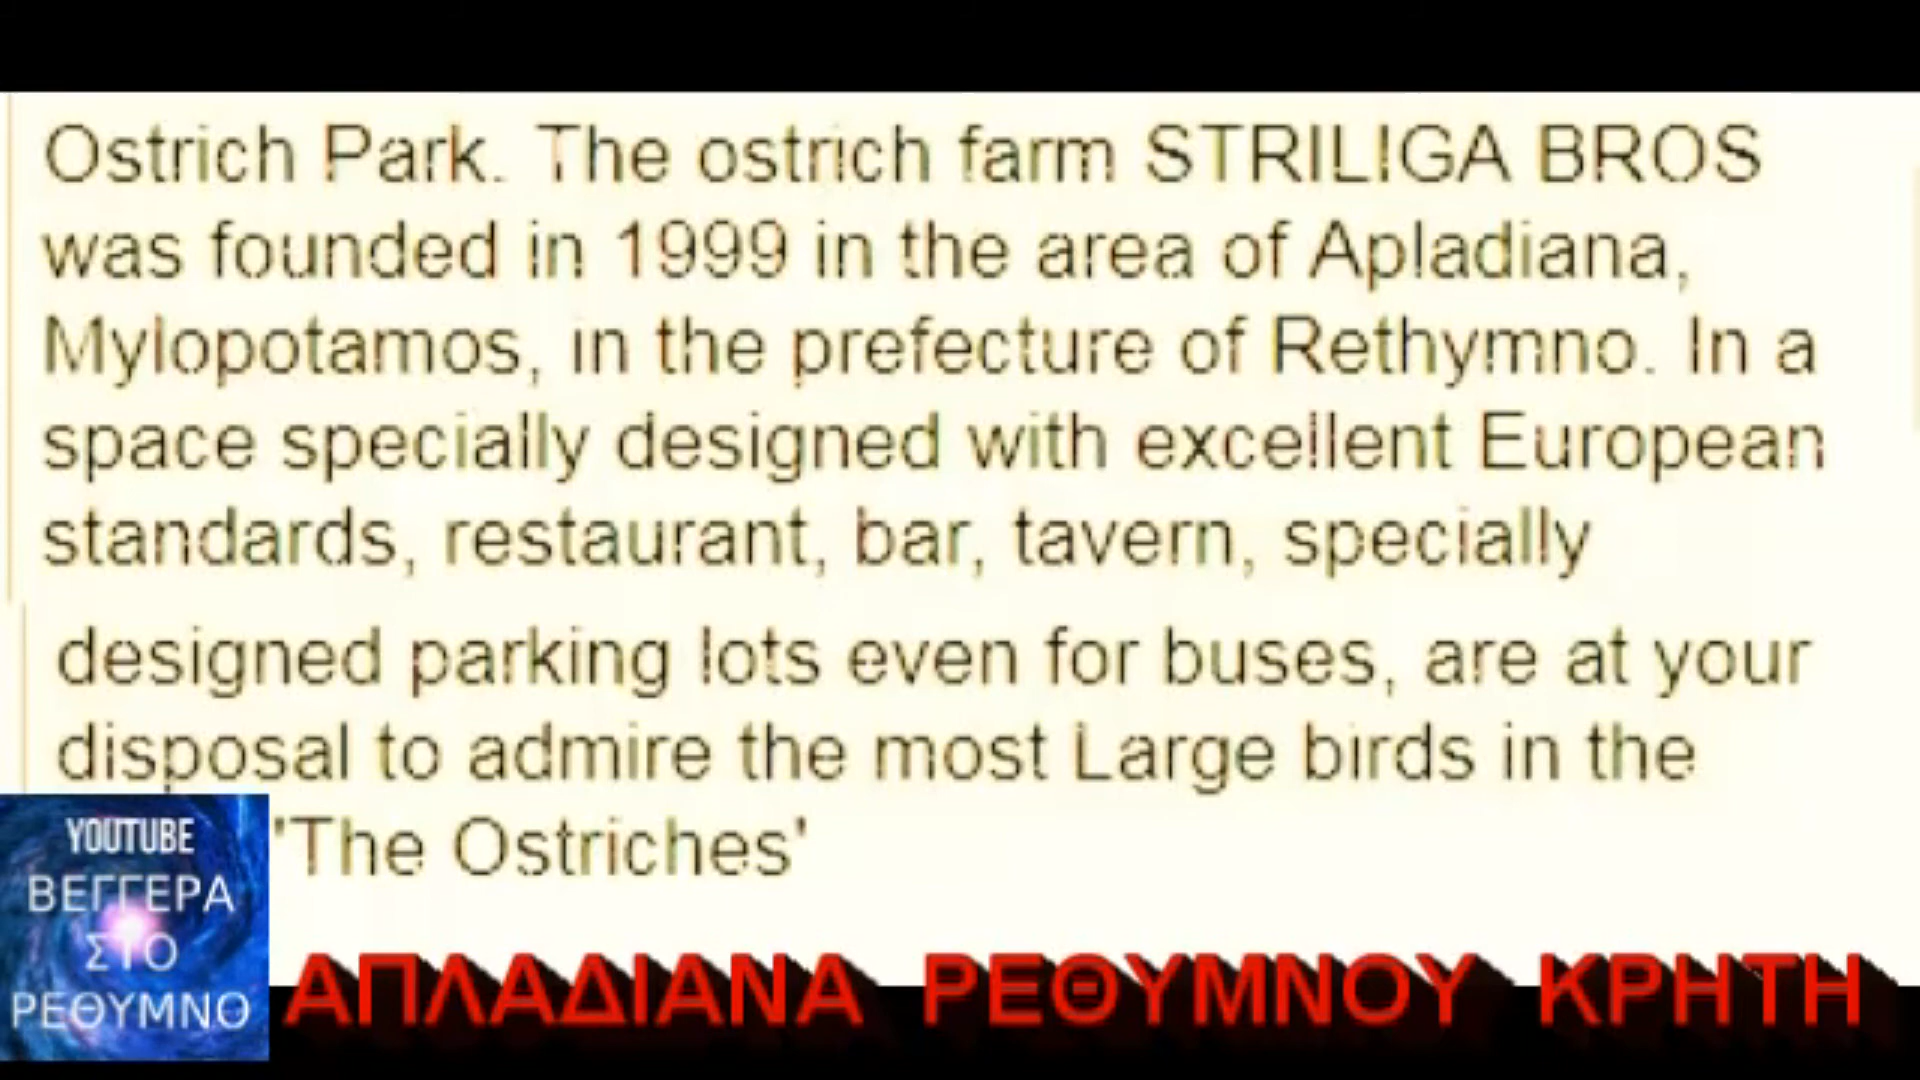 Ostrich Park. The ostrich farm STRILIGA BROS
was founded in 1999 in the area of Apladiana,
Mylopotamos, in the prefecture of Rethymno. In a
space specially designed with excellent European
standards, restaurant, bar, tavern, specially
designed parking lots even for buses, are at your
disposal to admire the most Large birds in the
'The Ostriches'
YOUTUBE
ΒΕΓΓΕΡΑ
ΣΤΟ
ΡΕΘΥΜΝΟ
ΑΠΛΑΔΙΑΝΑ ΡΕΘΥΜΝΟΥ ΚΡΗΤΗ